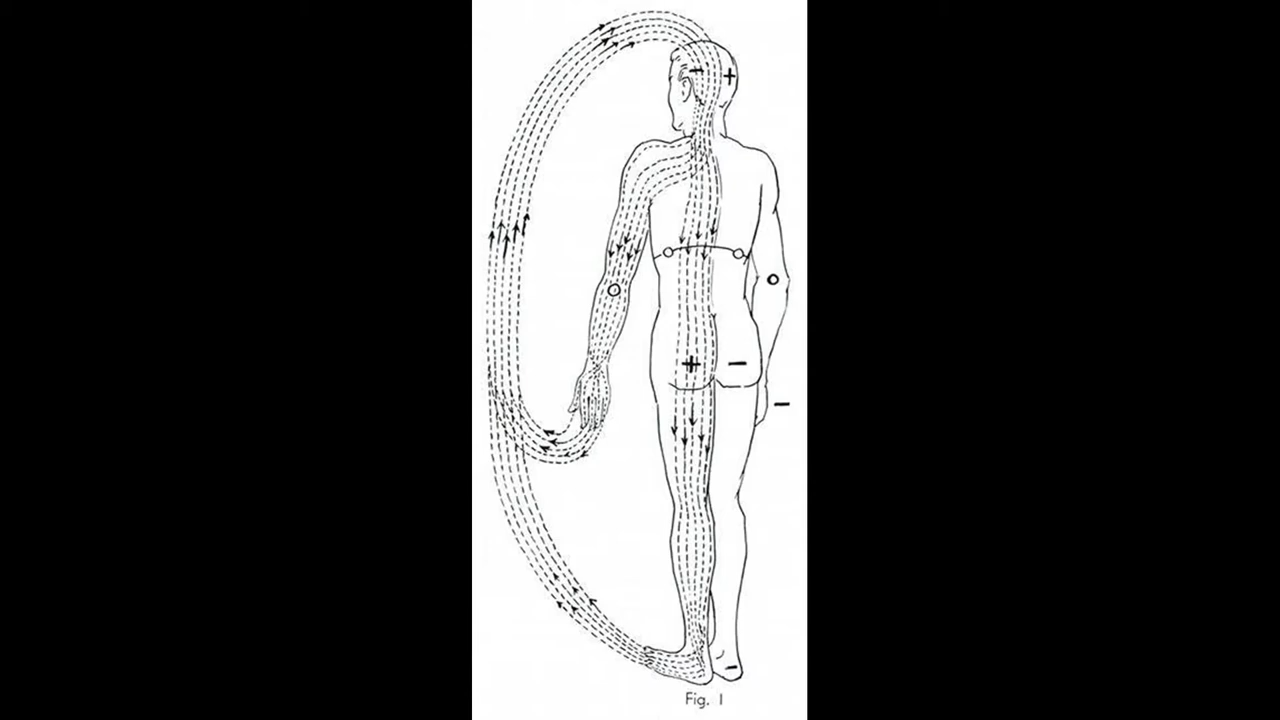 − +
+ −
−
−
Fig. 1